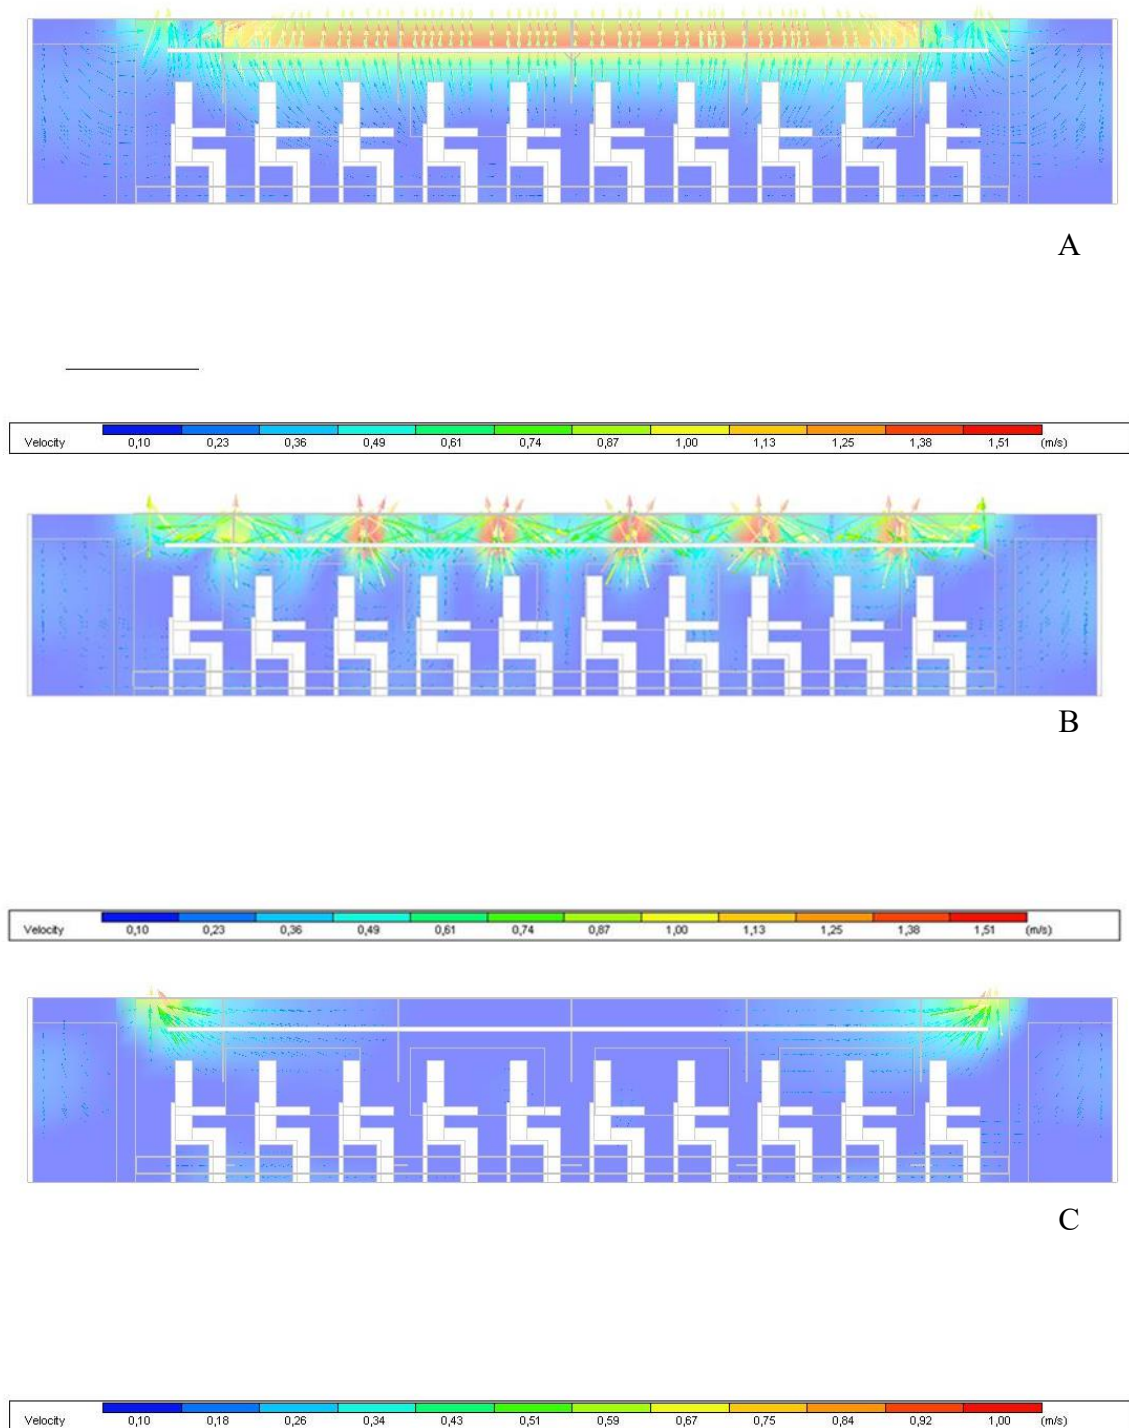 A
Velocity 0,10 0,23 0,36 0,49 0,61 0,74 0,87 1,00 1,13 1,25 1,38 1,51 (m/s)
B
Velocity 0,10 0,23 0,36 0,49 0,61 0,74 0,87 1,00 1,13 1,25 1,38 1,51 (m/s)
C
Velocity 0,10 0,18 0,26 0,34 0,43 0,51 0,59 0,67 0,75 0,84 0,92 1,00 (m/s)